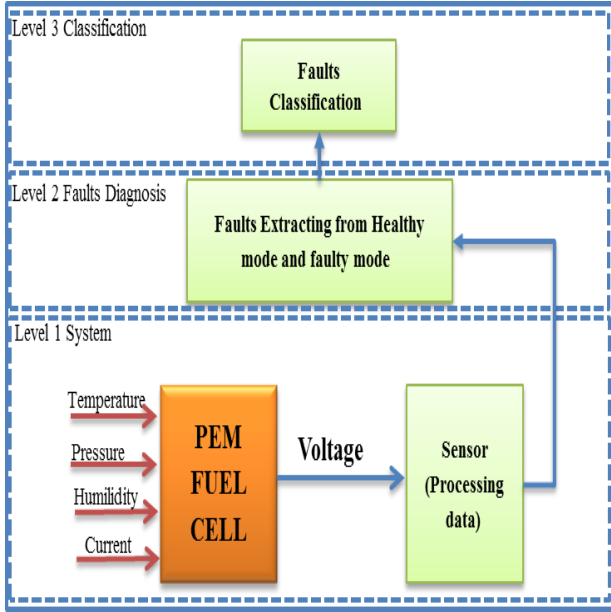 Level 3 Classification
Faults
Classification
Level 2 Faults Diagnosis
Faults Extracting from Healthy
mode and faulty mode
Level 1 System
Temperature
Pressure
Humilidity
Current
PEM
FUEL
CELL
Voltage
Sensor
(Processing
data)